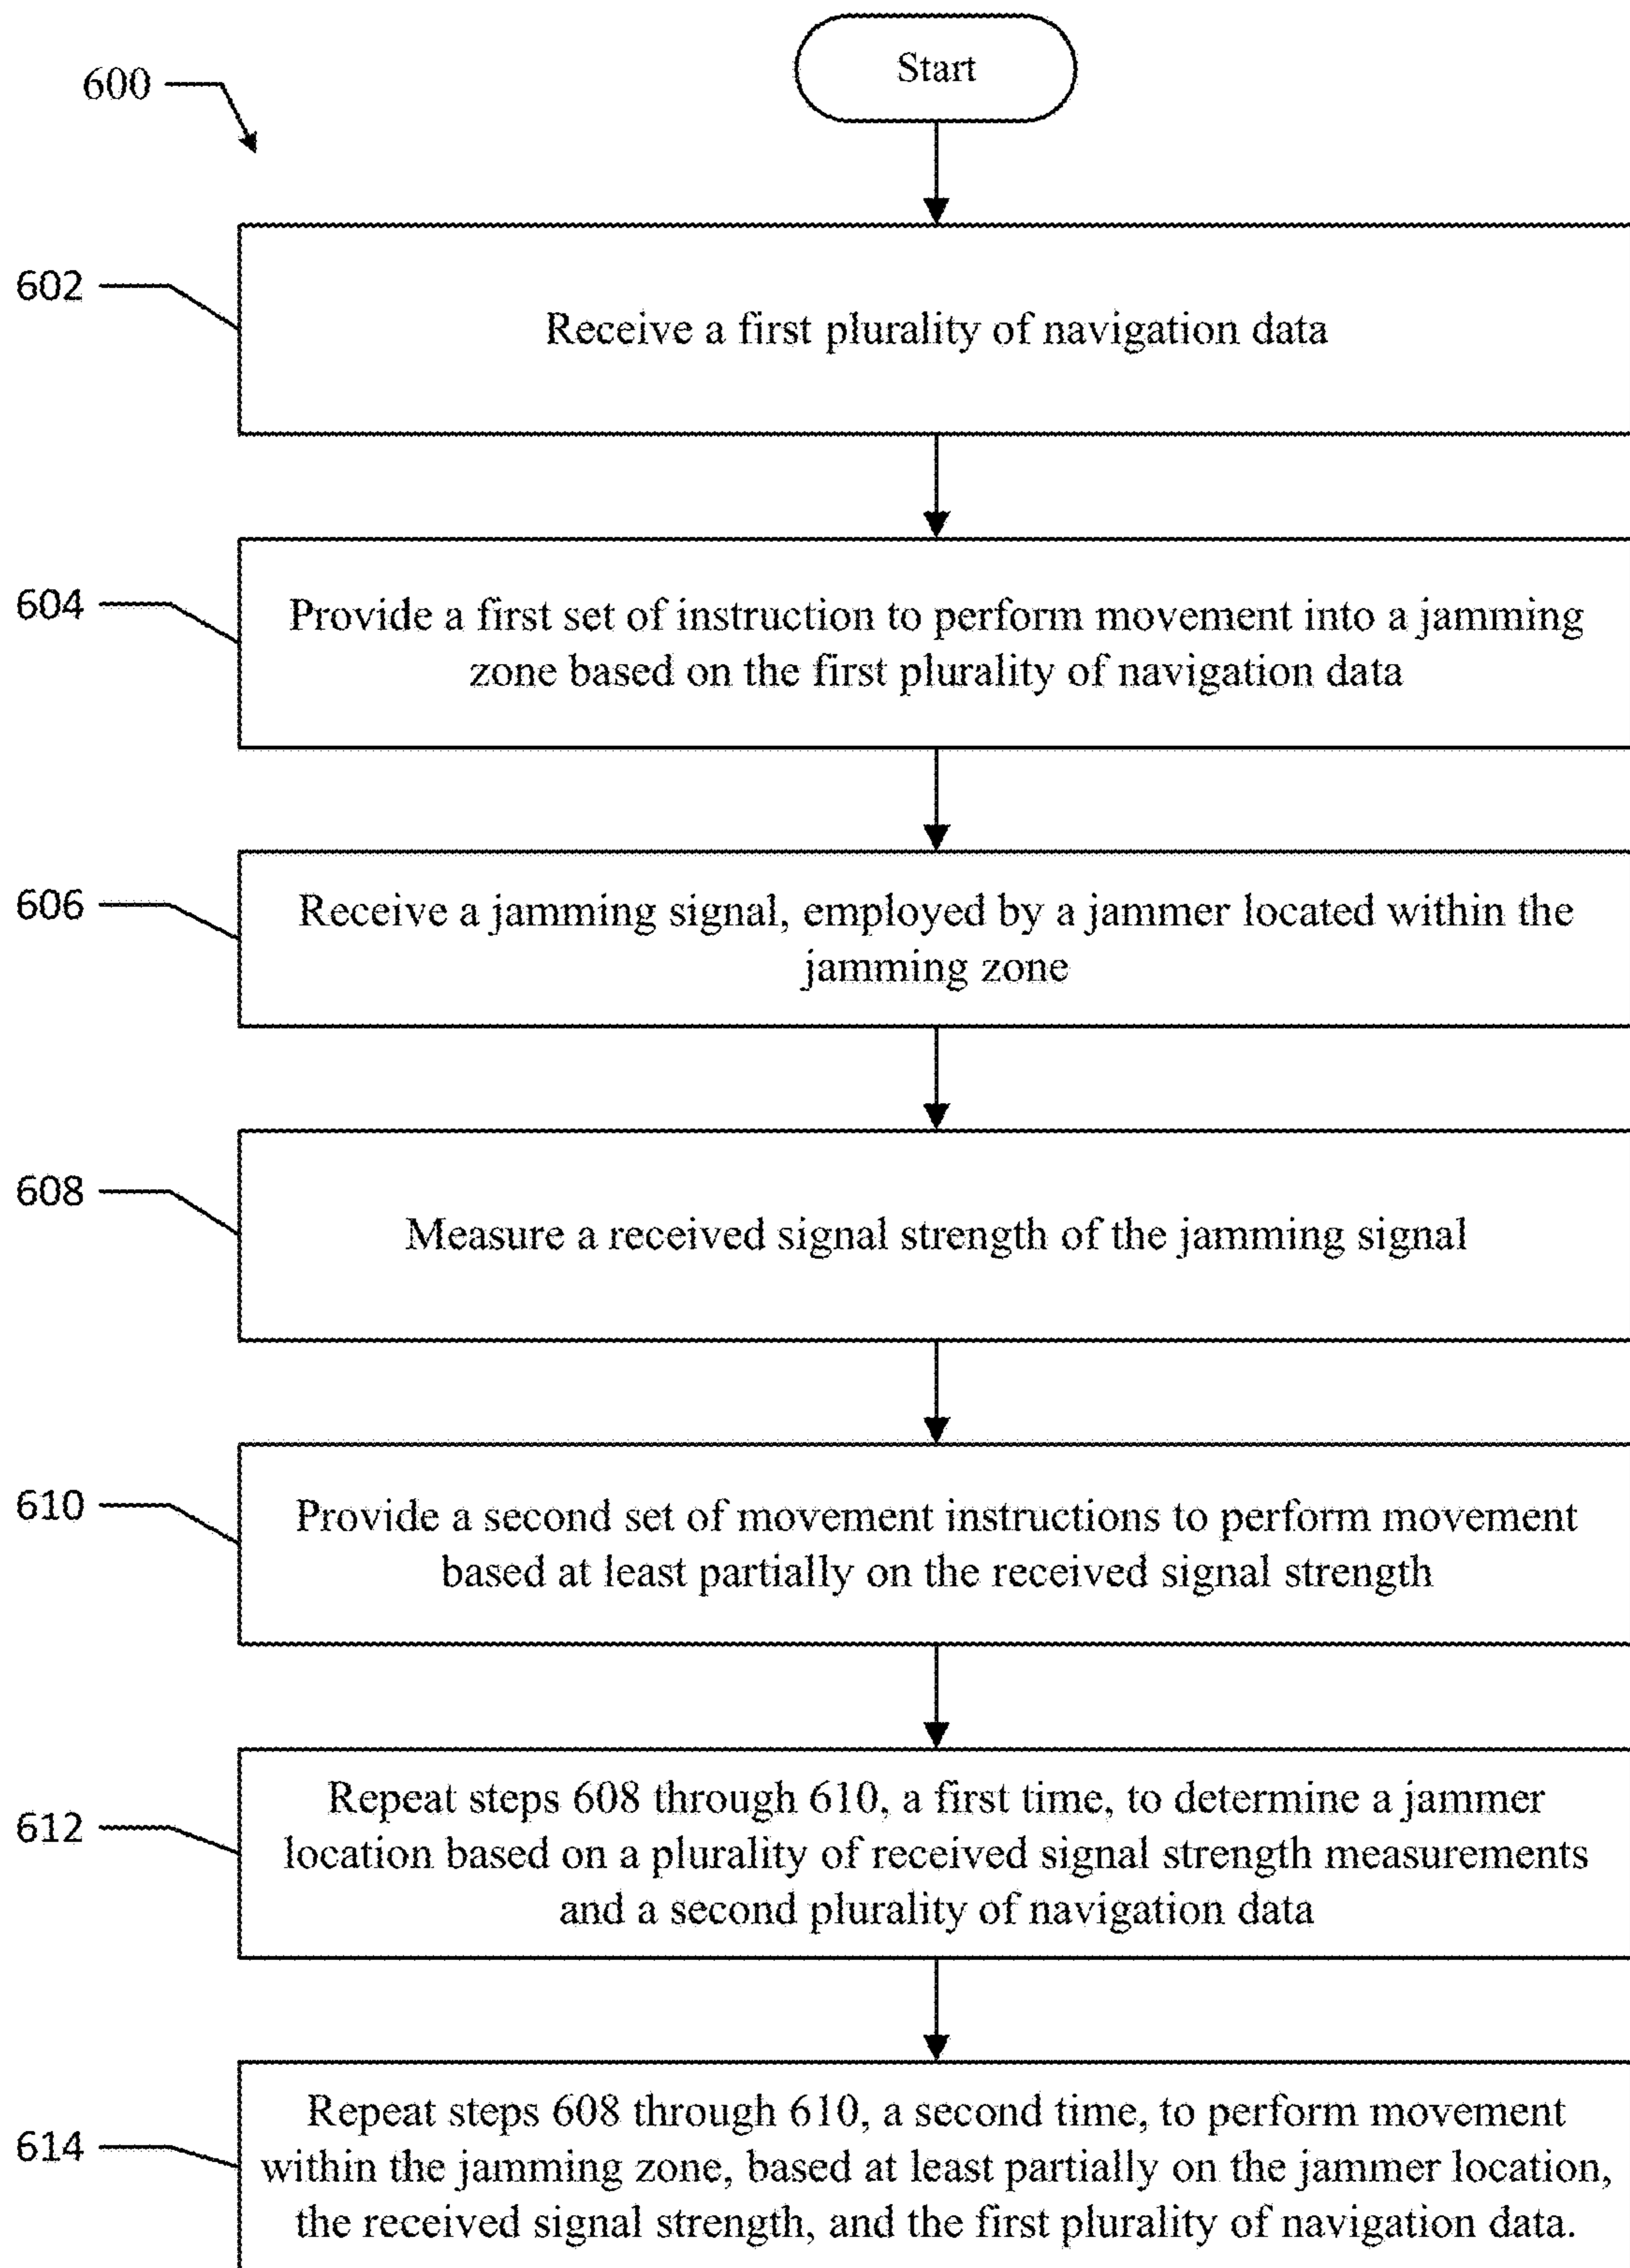 Start
600
602
Receive a first plurality of navigation data
604
Provide a first set of instruction to perform movement into a jamming
zone based on the first plurality of navigation data
606
Receive a jamming signal, employed by a jammer located within the
jamming zone
608
Measure a received signal strength of the jamming signal
610
Provide a second set of movement instructions to perform movement
based at least partially on the received signal strength
612
Repeat steps 608 through 610, a first time, to determine a jammer
location based on a plurality of received signal strength measurements
and a second plurality of navigation data
614
Repeat steps 608 through 610, a second time, to perform movement
within the jamming zone, based at least partially on the jammer location,
the received signal strength, and the first plurality of navigation data.